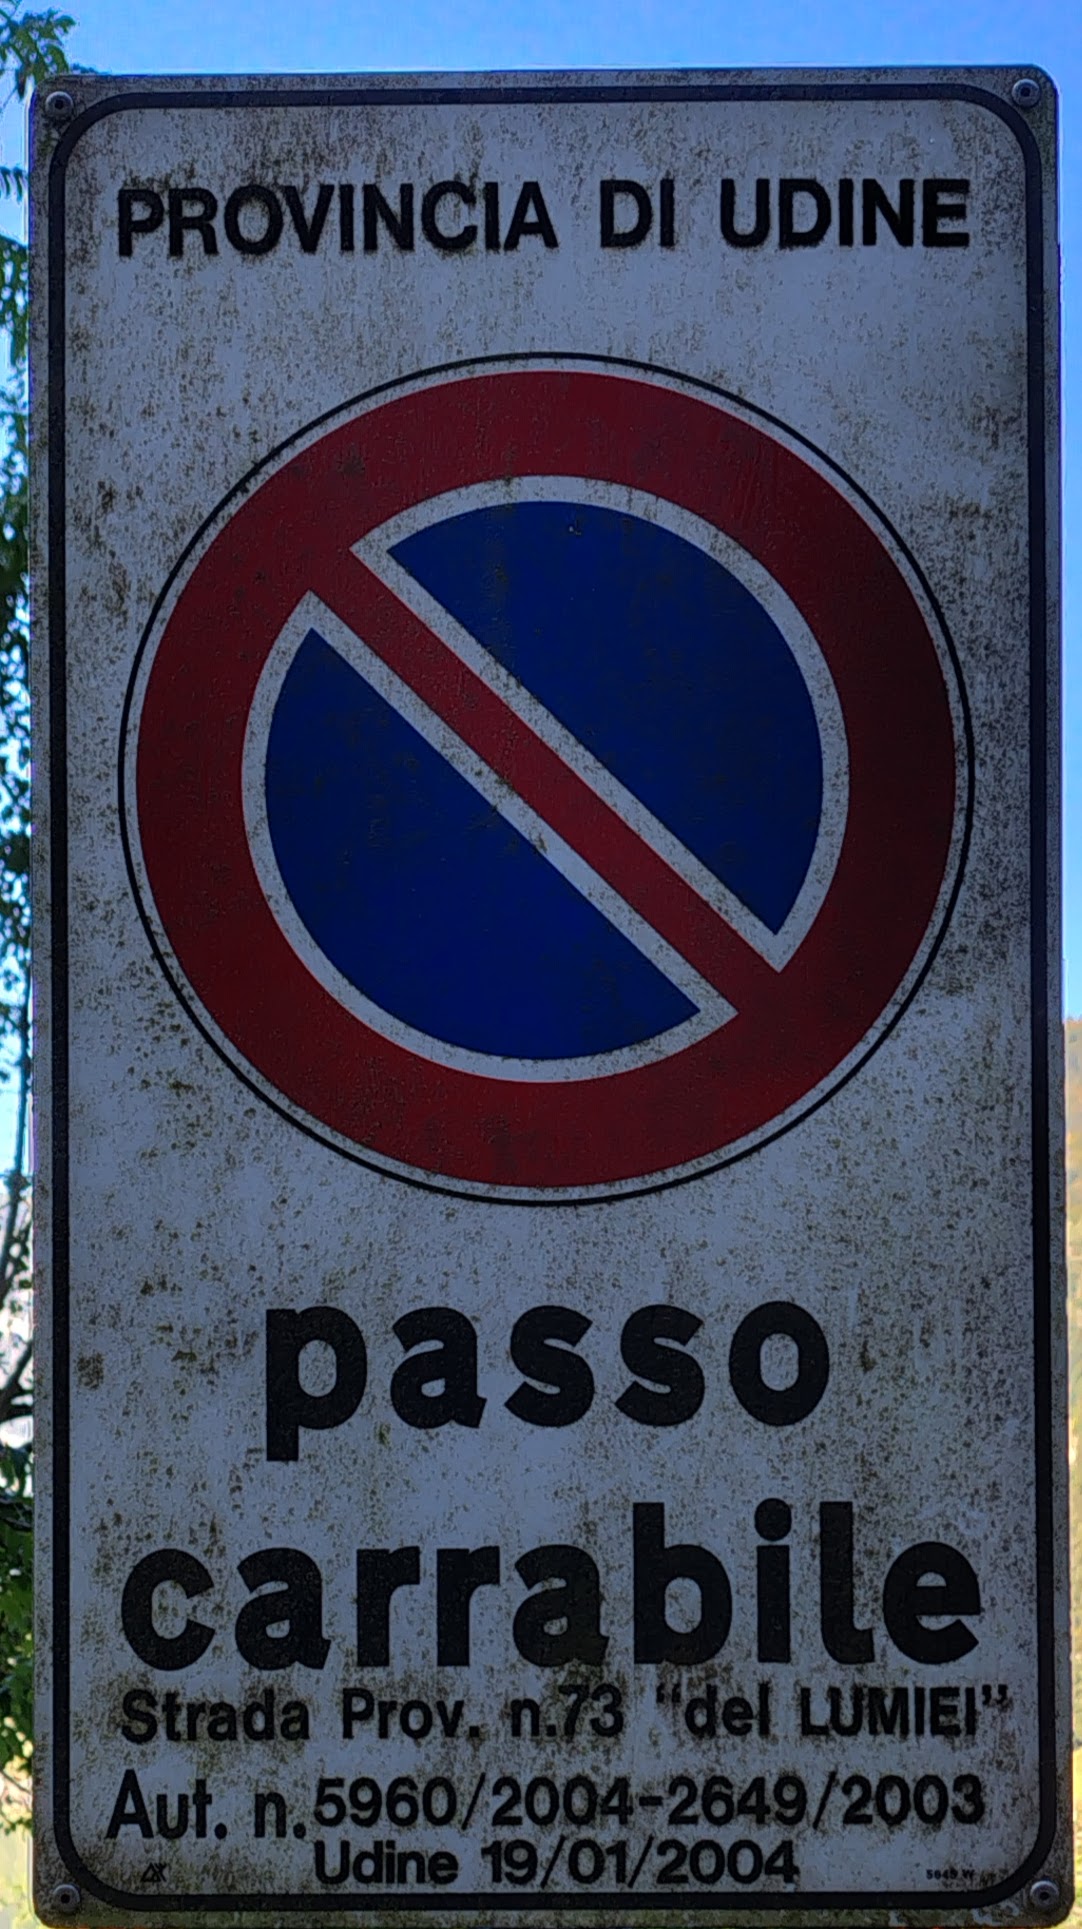 PROVINCIA DI UDINE
passo
carrabile
Strada Prov. n.73 "del LUMIEI"
Aut. n. 5960/2004-2649/2003
Udine 19/01/2004